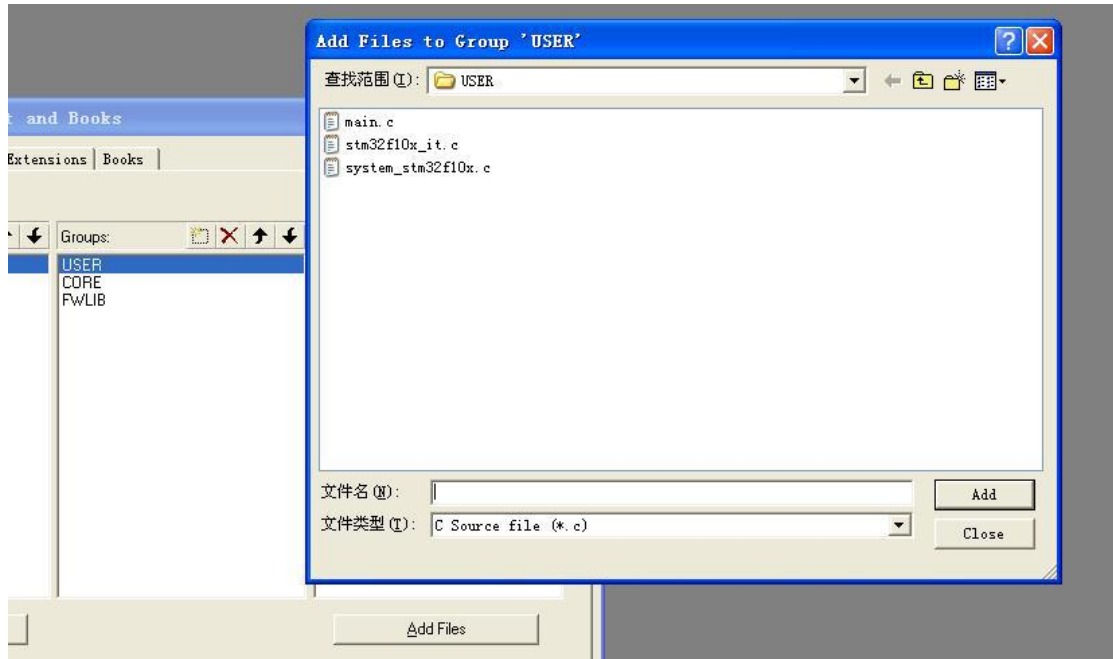 Add Files to Group 'USER'
查找范围(I): USER
t and Books
Extensions Books
Groups:
USER
CORE
FWLIB
main.c
stm32f10x_it.c
system_stm32f10x.c
文件名(N):
Add
文件类型(T): C Source file (*.c)
Close
Add Files